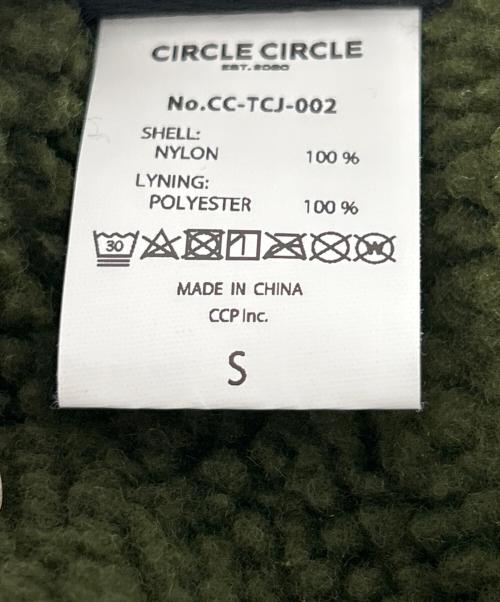 CIRCLE CIRCLE
EST.2020
No.CC-TCJ-002
SHELL:
NYLON 100 %
LYNING:
POLYESTER 100 %
30 W
MADE IN CHINA
CCP Inc.
S